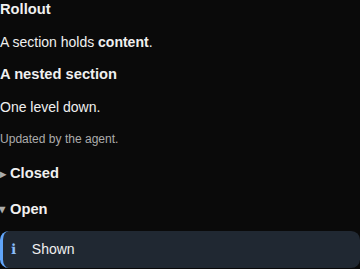 Rollout
A section holds content.
A nested section
One level down.
Updated by the agent.
▸ Closed
▾ Open
ℹ Shown